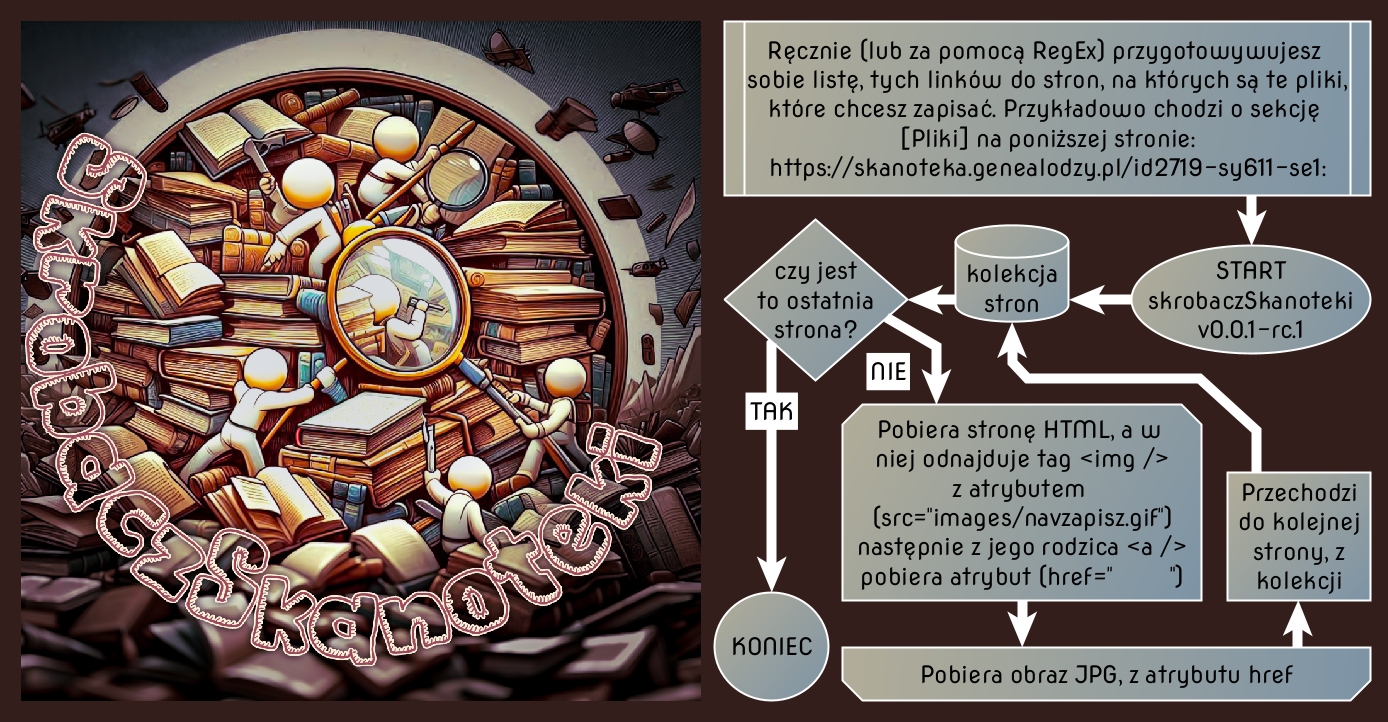 skrobaczSkanoteki
Ręcznie (lub za pomocą RegEx) przygotowywujesz
sobie listę, tych linków do stron, na których są te pliki,
które chcesz zapisać. Przykładowo chodzi o sekcję
[Pliki] na poniższej stronie:
https://skanoteka.genealodzy.pl/id2719-sy611-se1:
START
skrobaczSkanoteki
v0.0.1-rc.1
kolekcja
stron
czy jest
to ostatnia
strona?
NIE
TAK
Pobiera stronę HTML, a w
niej odnajduje tag <img />
z atrybutem
(src="images/navzapisz.gif")
następnie z jego rodzica <a />
pobiera atrybut (href="        ")
Przechodzi
do kolejnej
strony, z
kolekcji
KONIEC
Pobiera obraz JPG, z atrybutu href